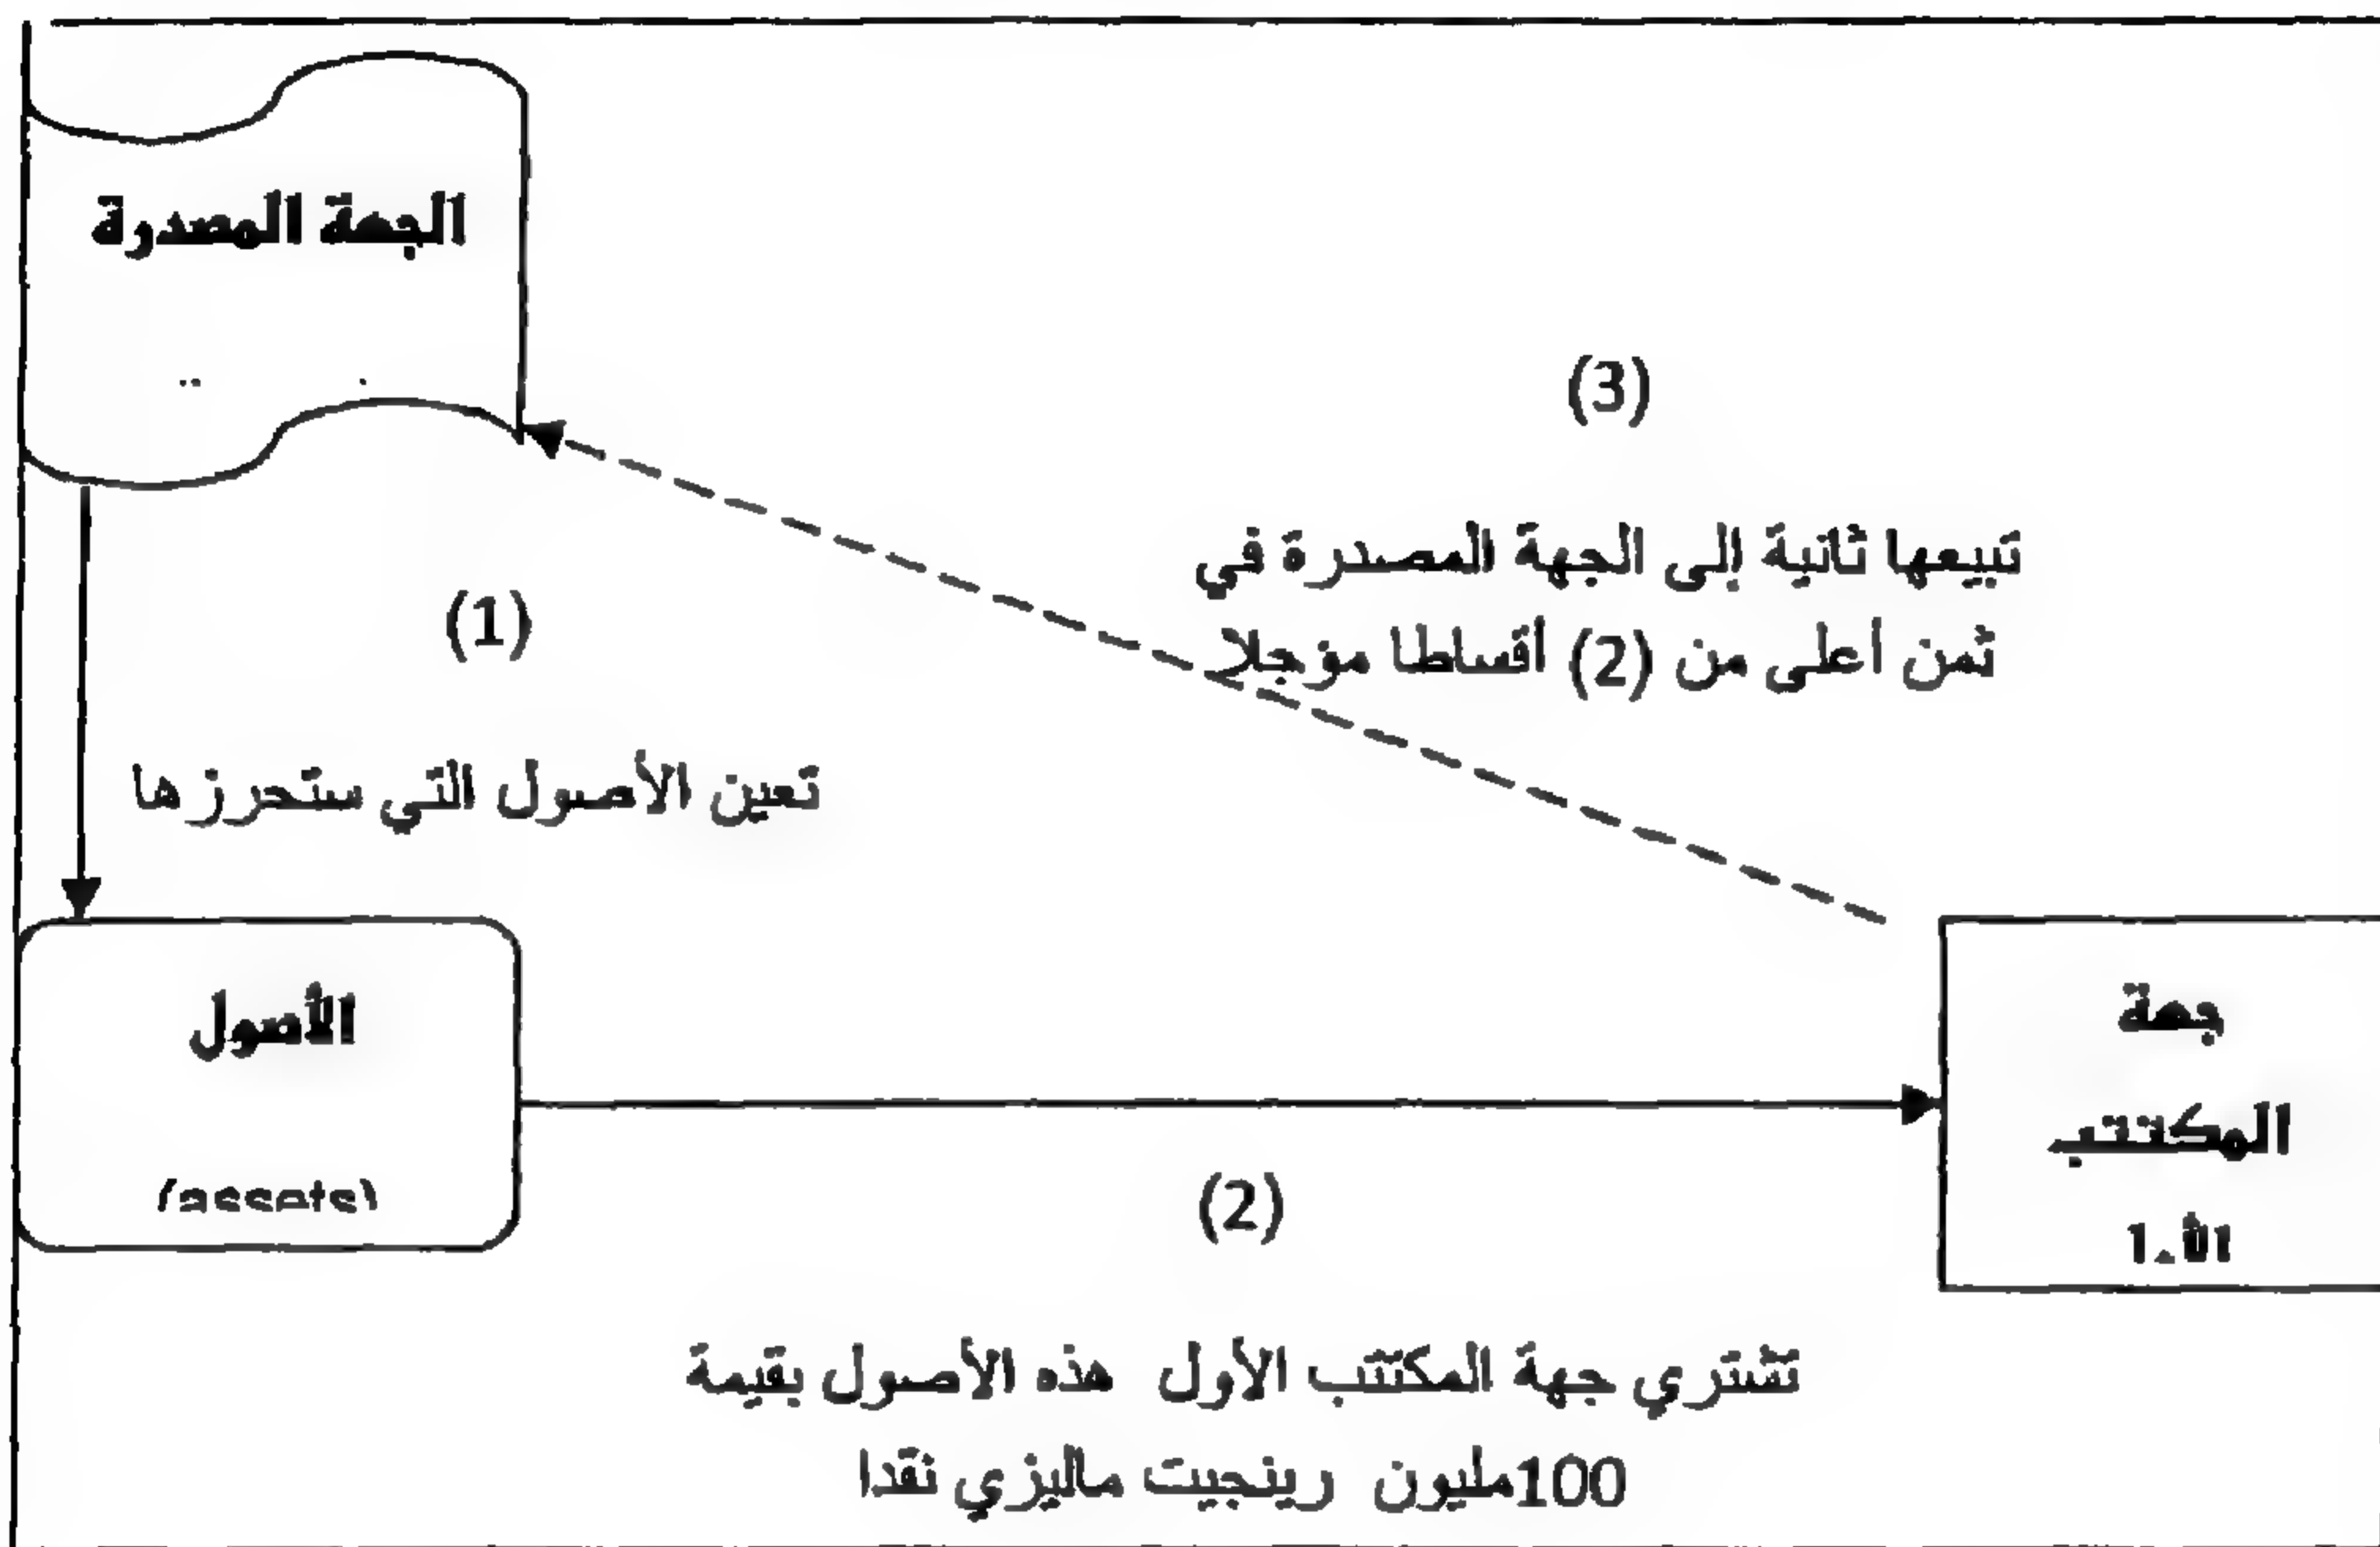 الجهة المصدرة
(3)
تبيعها ثانية إلى الجهة المصدرة في
ثمن أعلى من (2) أقساطا مؤجلا
(1)
تعين الأصول التي ستحرزها
الأصول
(assets)
جهة
المكتتب
(2)
تشتري جهة المكتتب الأول هذه الأصول بقيمة
100مليون رينجيت ماليزي نقدا